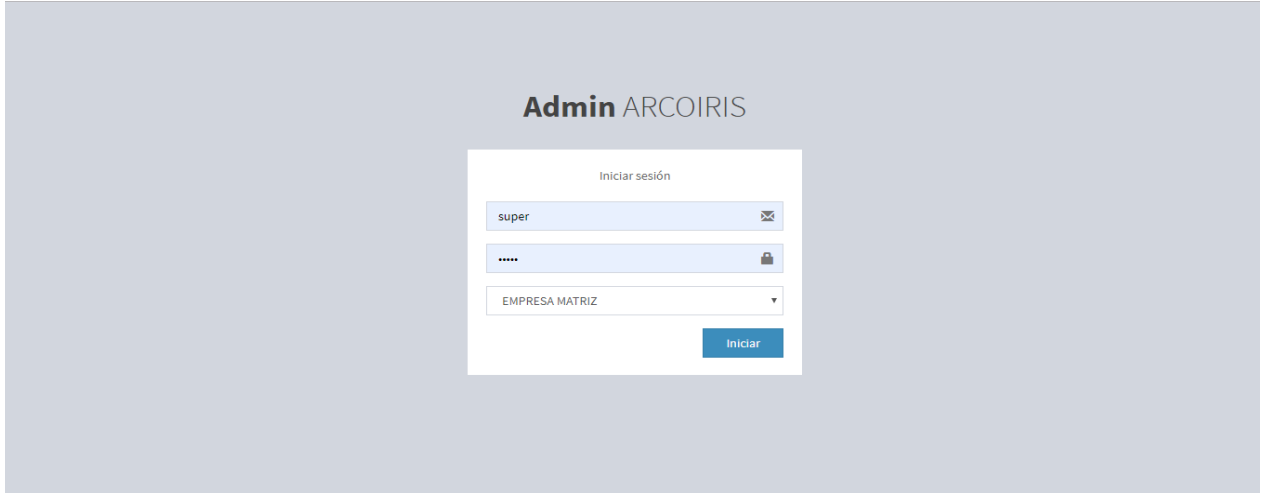 Admin ARCOIRIS
Iniciar sesión
super
•••••
EMPRESA MATRIZ
Iniciar